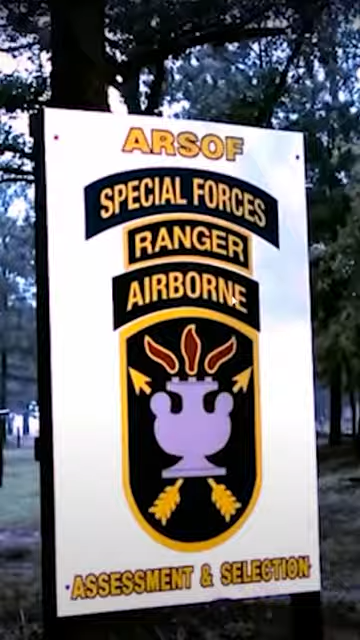 ARSOF
SPECIAL FORCES
RANGER
AIRBORNE
ASSESSMENT & SELECTION